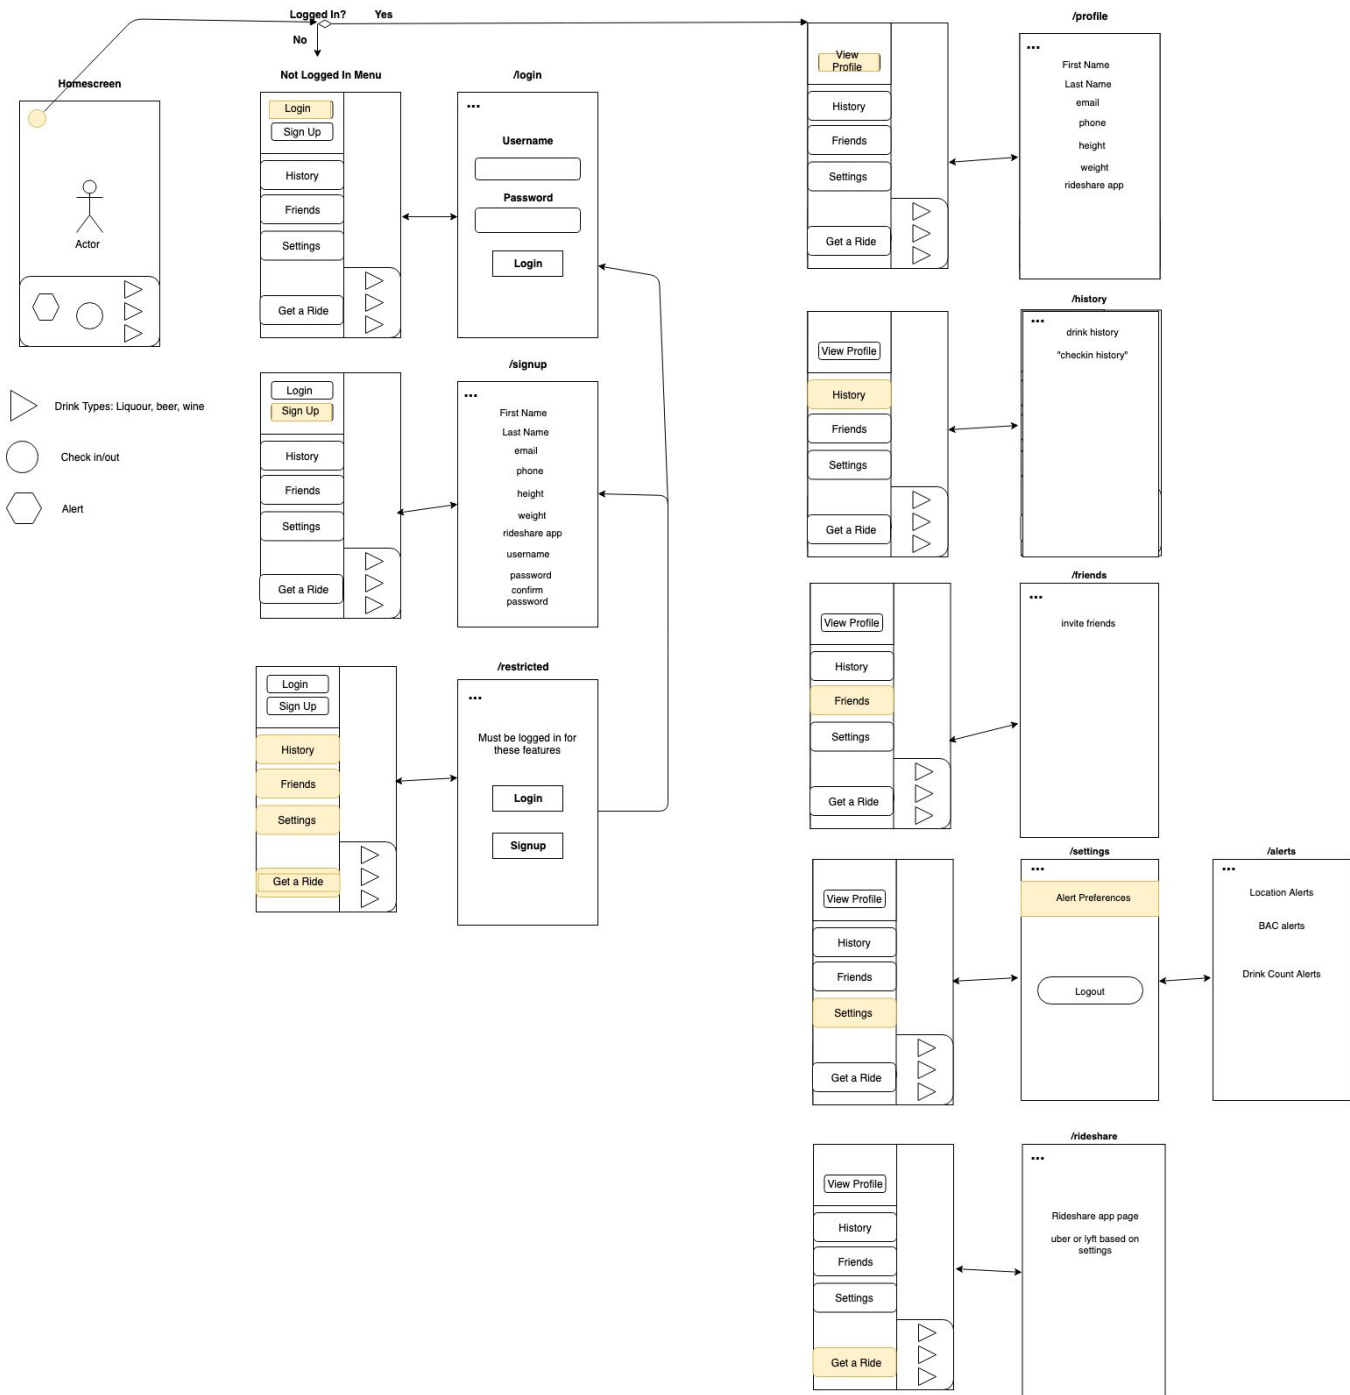 Logged In?
Yes
No
Homescreen
Actor
Drink Types: Liquour, beer, wine
Check in/out
Alert
Not Logged In Menu
Login
Sign Up
History
Friends
Settings
Get a Ride
/login
...
Username
Password
Login
Login
Sign Up
History
Friends
Settings
Get a Ride
/signup
...
First Name
Last Name
email
phone
height
weight
rideshare app
username
password
confirm
password
Login
Sign Up
History
Friends
Settings
Get a Ride
/restricted
...
Must be logged in for
these features
Login
Signup
View
Profile
History
Friends
Settings
Get a Ride
/profile
...
First Name
Last Name
email
phone
height
weight
rideshare app
View Profile
History
Friends
Settings
Get a Ride
/history
...
drink history
"checkin history"
View Profile
History
Friends
Settings
Get a Ride
/friends
...
invite friends
View Profile
History
Friends
Settings
Get a Ride
/settings
...
Alert Preferences
Logout
/alerts
...
Location Alerts
BAC alerts
Drink Count Alerts
View Profile
History
Friends
Settings
Get a Ride
/rideshare
...
Rideshare app page
uber or lyft based on
settings